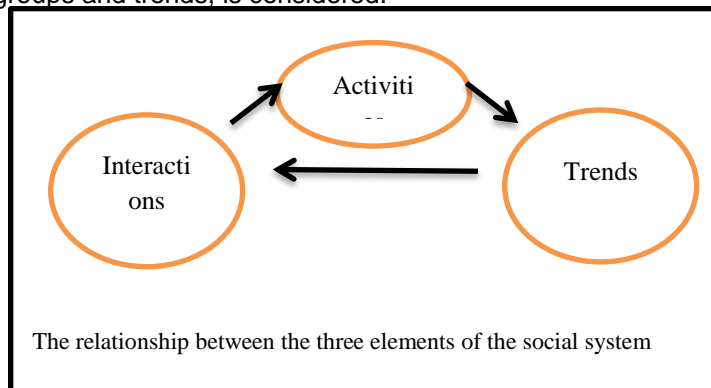 groups and trends, is considered.
Activiti
es
Interacti
ons
Trends
The relationship between the three elements of the social system